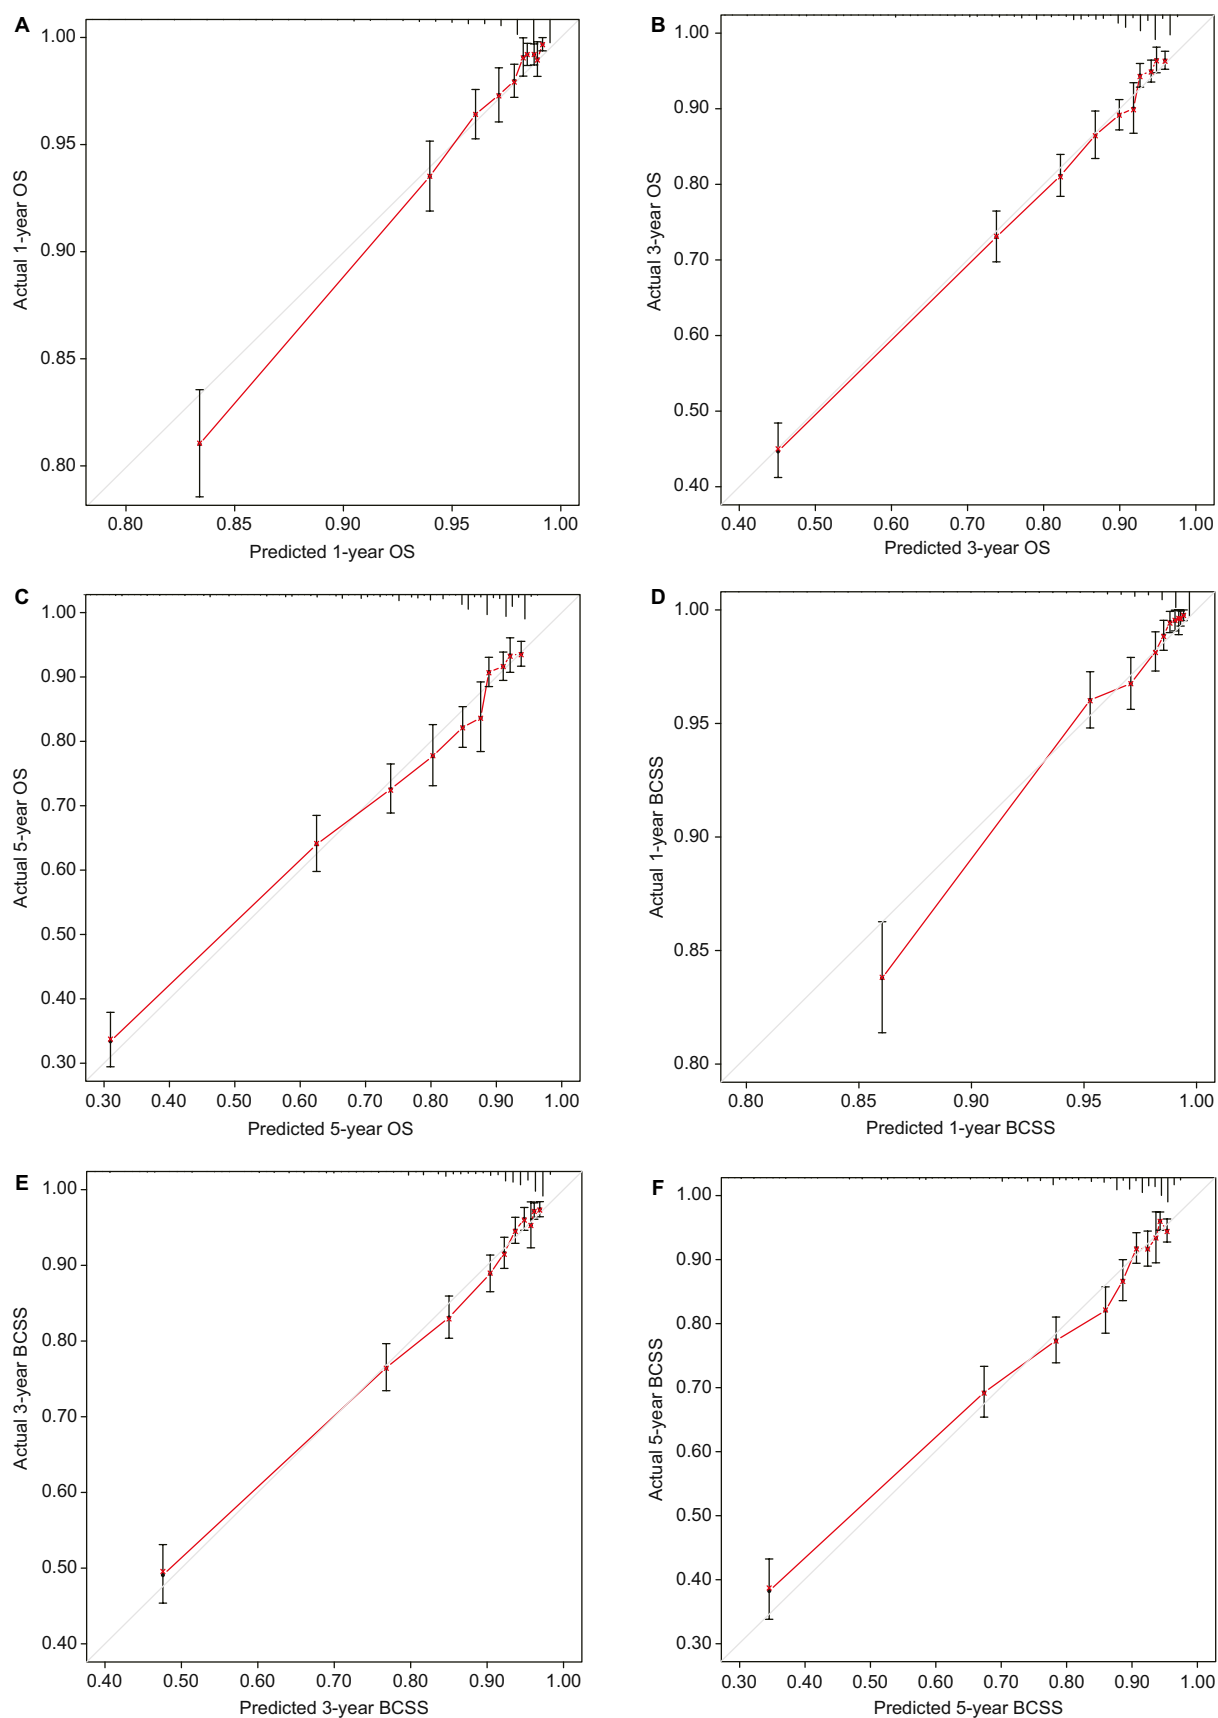 A
1.00
0.95
0.90
0.85
0.80
Actual 1-year OS
0.80 0.85 0.90 0.95 1.00
Predicted 1-year OS
B
1.00
0.90
0.80
0.70
0.60
0.50
0.40
Actual 3-year OS
0.40 0.50 0.60 0.70 0.80 0.90 1.00
Predicted 3-year OS
C
1.00
0.90
0.80
0.70
0.60
0.50
0.40
0.30
Actual 5-year OS
0.30 0.40 0.50 0.60 0.70 0.80 0.90 1.00
Predicted 5-year OS
D
1.00
0.95
0.90
0.85
0.80
Actual 1-year BCSS
0.80 0.85 0.90 0.95 1.00
Predicted 1-year BCSS
E
1.00
0.90
0.80
0.70
0.60
0.50
0.40
Actual 3-year BCSS
0.40 0.50 0.60 0.70 0.80 0.90 1.00
Predicted 3-year BCSS
F
1.00
0.90
0.80
0.70
0.60
0.50
0.40
0.30
Actual 5-year BCSS
0.30 0.40 0.50 0.60 0.70 0.80 0.90 1.00
Predicted 5-year BCSS